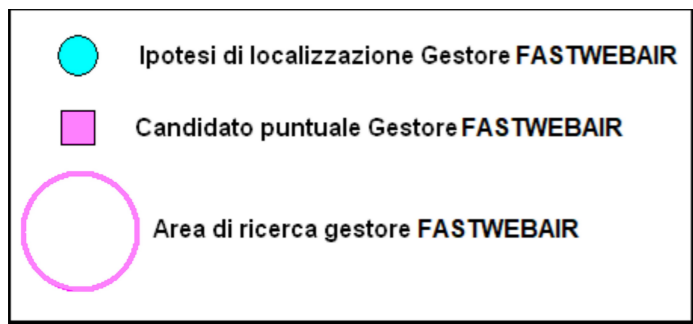 Ipotesi di localizzazione Gestore FASTWEBAIR
Candidato puntuale Gestore FASTWEBAIR
Area di ricerca gestore FASTWEBAIR